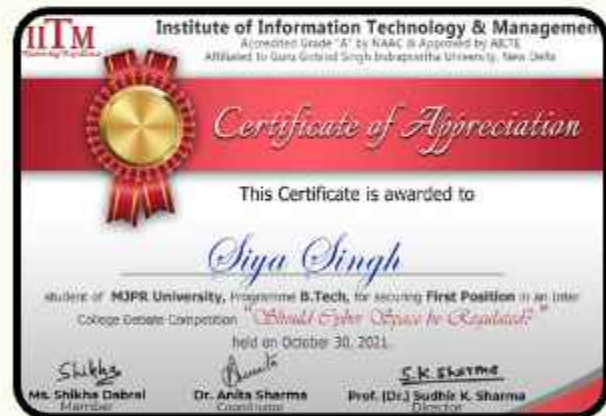 IITM
Institute of Information Technology & Managemen
Accredited Grade "A" by NAAC & Approved by AICTE
Affiliated to Guru Gobind Singh Indraprastha University, New Delhi
Certificate of Appreciation
This Certificate is awarded to
Siya Singh
student of MJPR University, Programme B.Tech, for securing First Position in an Inter
College Debate Competition "Should Cyber Space be Regulated?"
held on October 30, 2021.
Shikha
Anita
S.K. Sharma
Ms. Shikha Dabral Dr. Anita Sharma Prof. (Dr.) Sudhir K. Sharma
Member Coordinator Director